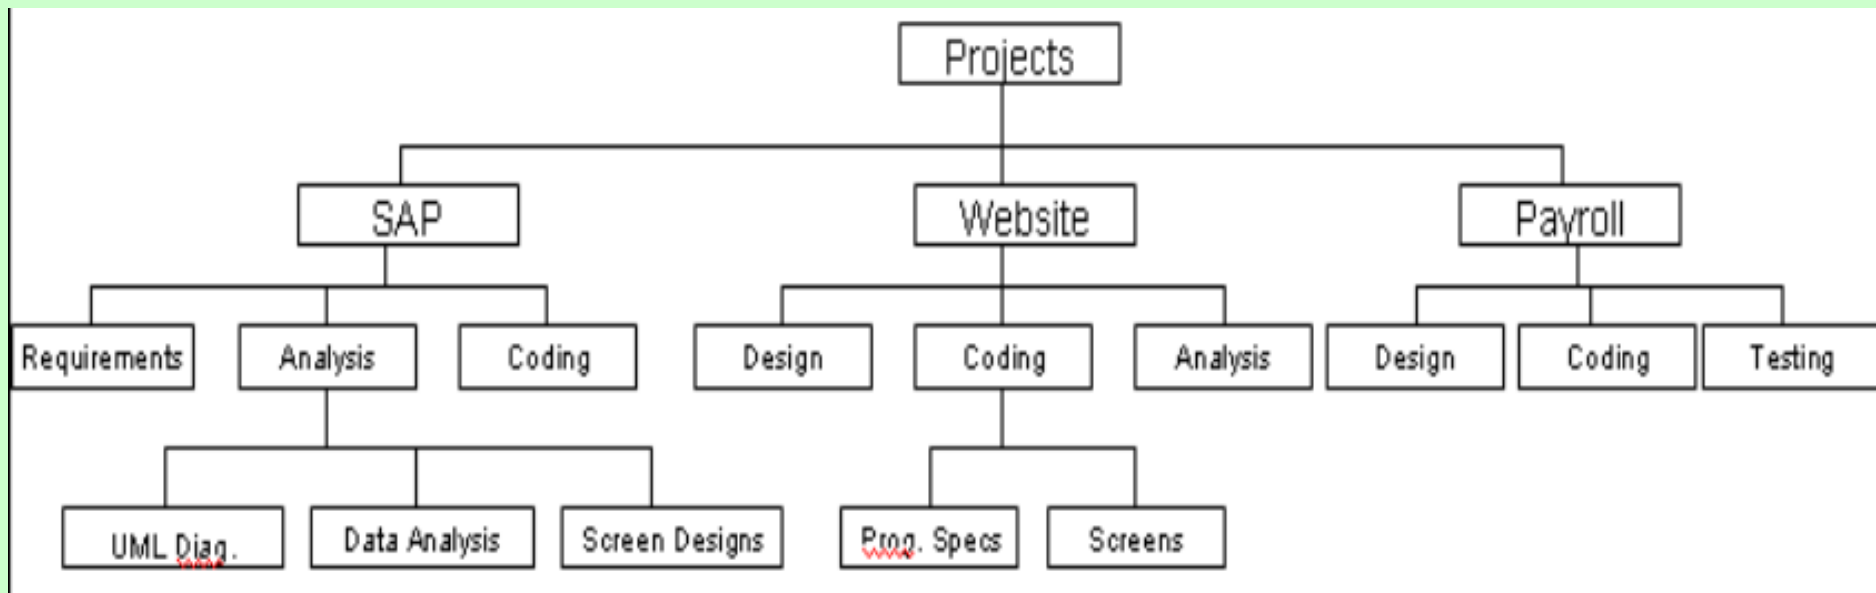 Projects
SAP
Website
Payroll
Requirements
Analysis
Coding
Design
Coding
Analysis
Design
Coding
Testing
UML Diag.
Data Analysis
Screen Designs
Prog. Specs
Screens